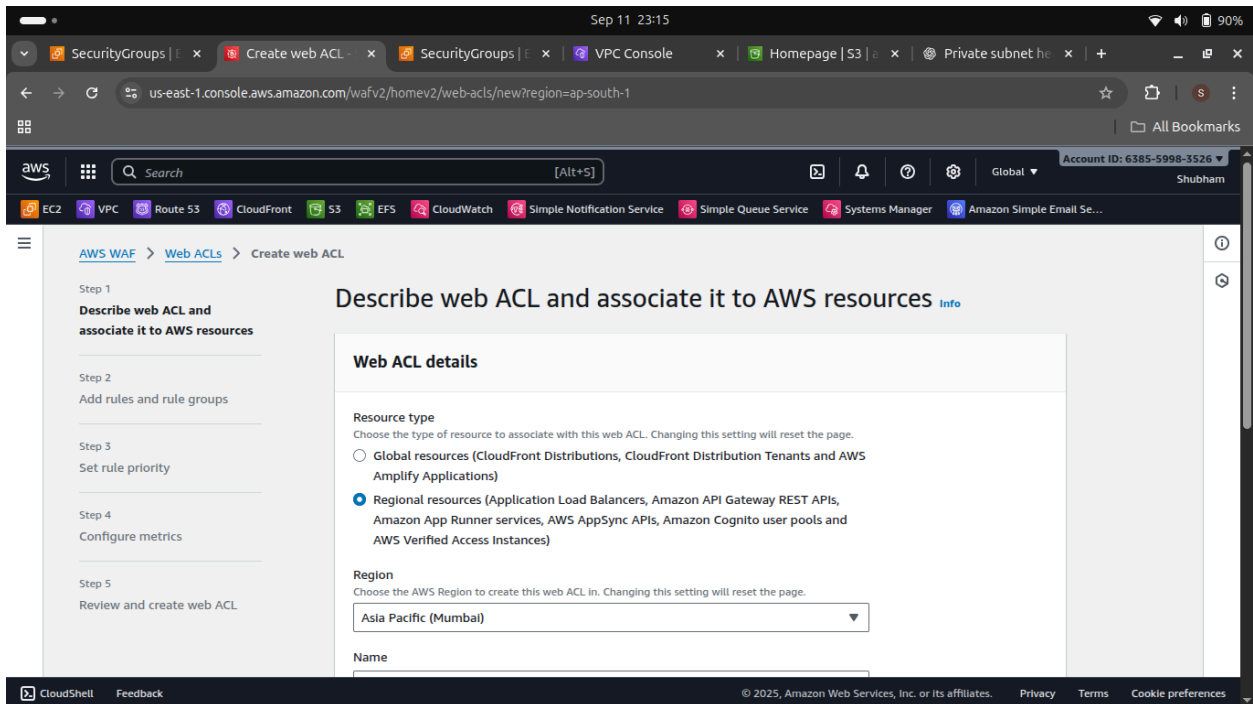 Sep 11 23:15
90%
SecurityGroups | E
Create web ACL -
SecurityGroups | E
VPC Console
Homepage | S3 | a
Private subnet he
us-east-1.console.aws.amazon.com/wafv2/homev2/web-acls/new?region=ap-south-1
S
All Bookmarks
aws
Search
[Alt+S]
Global
Account ID: 6385-5998-3526
Shubham
EC2
VPC
Route 53
CloudFront
S3
EFS
CloudWatch
Simple Notification Service
Simple Queue Service
Systems Manager
Amazon Simple Email Se...
AWS WAF > Web ACLs > Create web ACL
Step 1
Describe web ACL and
associate it to AWS resources
Step 2
Add rules and rule groups
Step 3
Set rule priority
Step 4
Configure metrics
Step 5
Review and create web ACL
Describe web ACL and associate it to AWS resources Info
Web ACL details
Resource type
Choose the type of resource to associate with this web ACL. Changing this setting will reset the page.
Global resources (CloudFront Distributions, CloudFront Distribution Tenants and AWS
Amplify Applications)
Regional resources (Application Load Balancers, Amazon API Gateway REST APIs,
Amazon App Runner services, AWS AppSync APIs, Amazon Cognito user pools and
AWS Verified Access Instances)
Region
Choose the AWS Region to create this web ACL in. Changing this setting will reset the page.
Asia Pacific (Mumbai)
Name
CloudShell
Feedback
© 2025, Amazon Web Services, Inc. or its affiliates.
Privacy
Terms
Cookie preferences